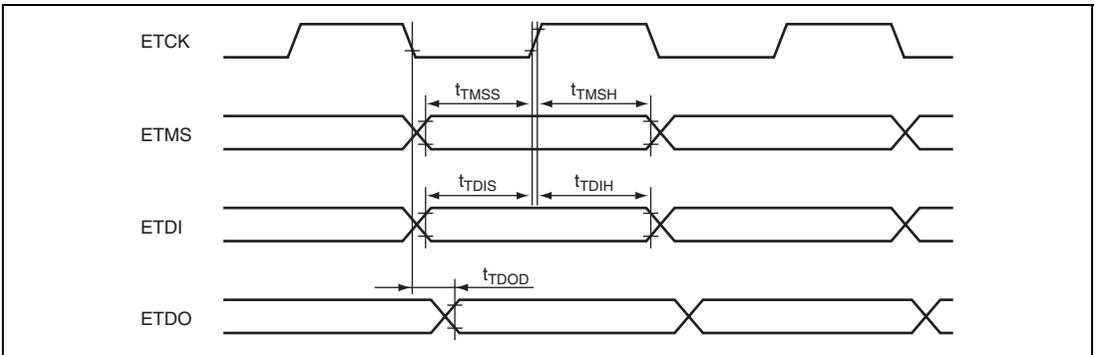 ETCK
tTMSS tTMSH
ETMS
tTDIS tTDIH
ETDI
tTDOD
ETDO